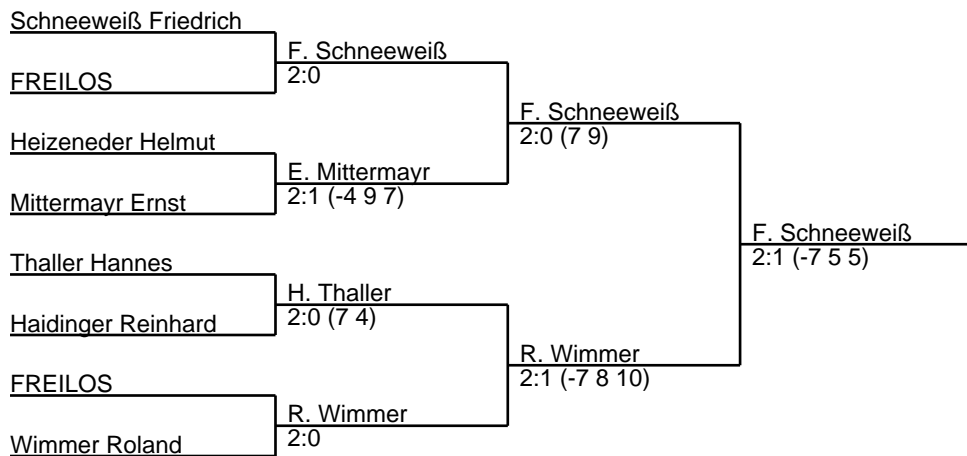 Schneeweiß Friedrich
F. Schneeweiß
2:0
FREILOS
F. Schneeweiß
2:0 (7 9)
Heizeneder Helmut
E. Mittermayr
2:1 (-4 9 7)
Mittermayr Ernst
F. Schneeweiß
2:1 (-7 5 5)
Thaller Hannes
H. Thaller
2:0 (7 4)
Haidinger Reinhard
R. Wimmer
2:1 (-7 8 10)
FREILOS
R. Wimmer
2:0
Wimmer Roland